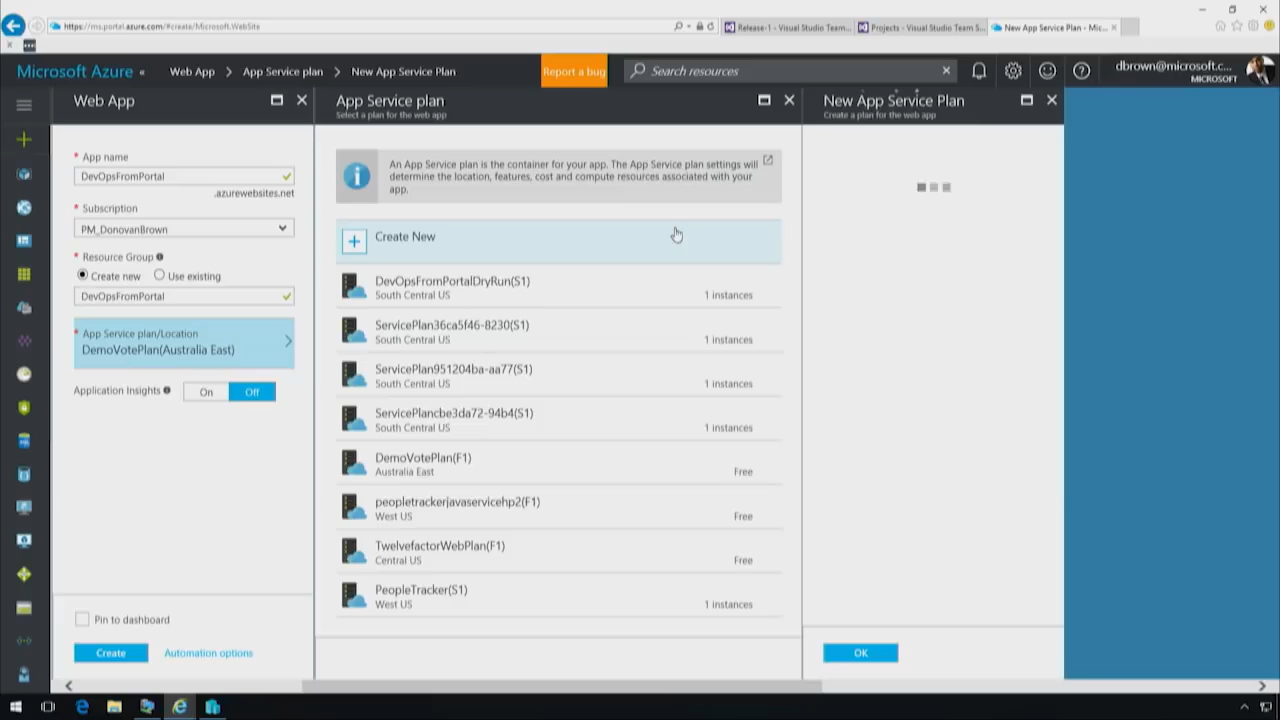 https://ms.portal.azure.com/#create/Microsoft.WebSite
Release-1 - Visual Studio Team...
Projects - Visual Studio Team S...
New App Service Plan - Mic...
Microsoft Azure «
Web App > App Service plan > New App Service Plan
Report a bug
Search resources
dbrown@microsoft.c...
MICROSOFT
Web App
* App name
DevOpsFromPortal
.azurewebsites.net
* Subscription
PM_DonovanBrown
* Resource Group
Create new Use existing
DevOpsFromPortal
* App Service plan/Location
DemoVotePlan(Australia East)
Application Insights On Off
Pin to dashboard
Create Automation options
App Service plan
Select a plan for the web app
An App Service plan is the container for your app. The App Service plan settings will
determine the location, features, cost and compute resources associated with your
app.
Create New
DevOpsFromPortalDryRun(S1)
South Central US 1 instances
ServicePlan36ca5f46-8230(S1)
South Central US 1 instances
ServicePlan951204ba-aa77(S1)
South Central US 1 instances
ServicePlancbe3da72-94b4(S1)
South Central US 1 instances
DemoVotePlan(F1)
Australia East Free
peopletrackerjavaservicehp2(F1)
West US Free
TwelvefactorWebPlan(F1)
Central US Free
PeopleTracker(S1)
West US 1 instances
New App Service Plan
Create a plan for the web app
OK